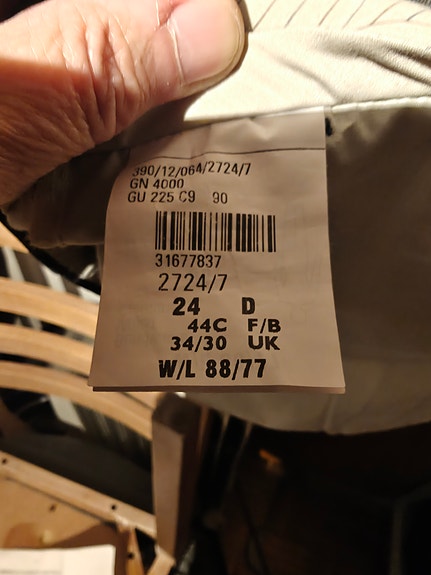 390/12/064/2724/7
GN 4000
GU 225 C9 90
31677837
2724/7
24 D
44C F/B
34/30 UK
W/L 88/77